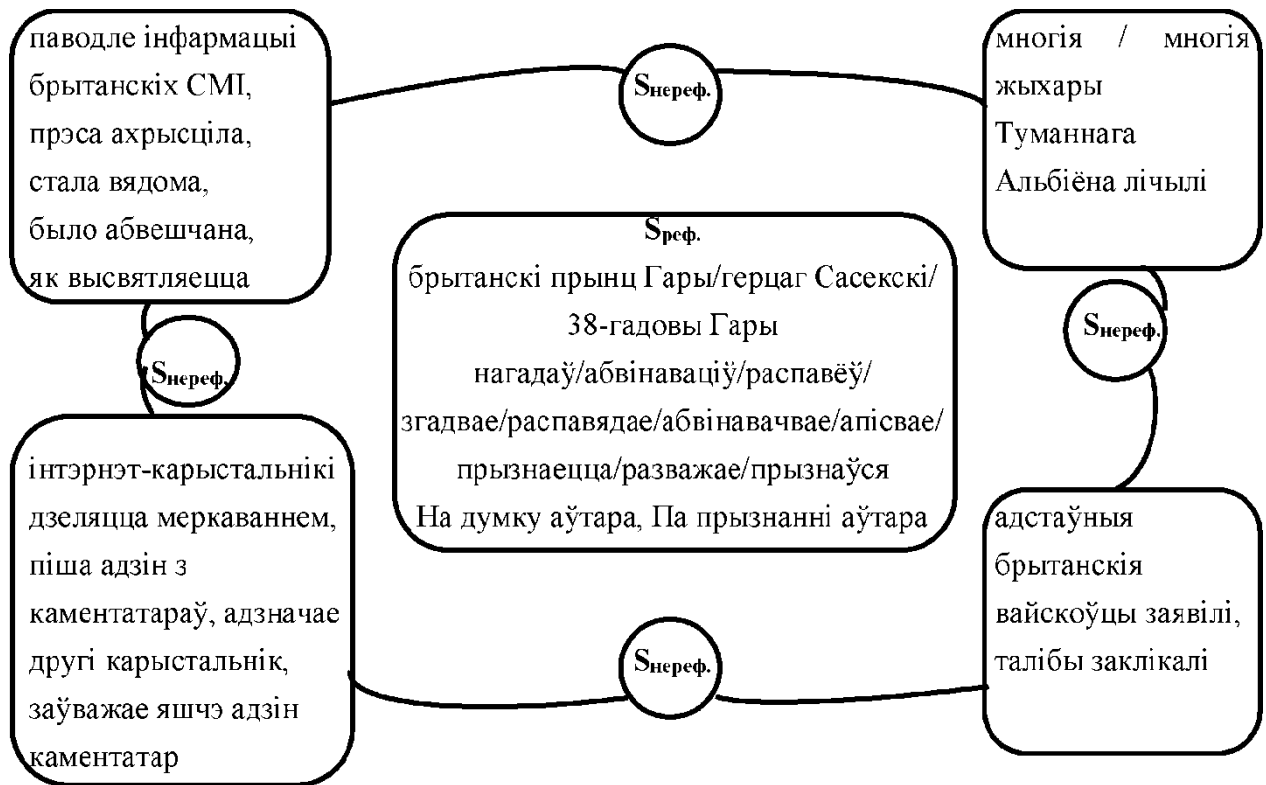 паводле інфармацыі
брытанскіх СМІ,
прэса ахрысціла,
стала вядома,
было абвешчана,
як высвятляецца
Sнереф.
многія / многія
жыхары
Туманнага
Альбіёна лічылі
Sреф.
брытанскі прынц Гары/герцаг Сасекскі/
38-гадовы Гары
нагадаў/абвінаваціў/распавёў/
згадвае/распавядае/абвінавачвае/апісвае/
прызнаецца/разважае/прызнаўся
На думку аўтара, Па прызнанні аўтара
Sнереф.
Sнереф.
інтэрнэт-карыстальнікі
дзеляцца меркаваннем,
піша адзін з
каментатараў, адзначае
другі карыстальнік,
заўважае яшчэ адзін
каментатар
Sнереф.
адстаўныя
брытанскія
вайскоўцы заявілі,
талібы заклікалі